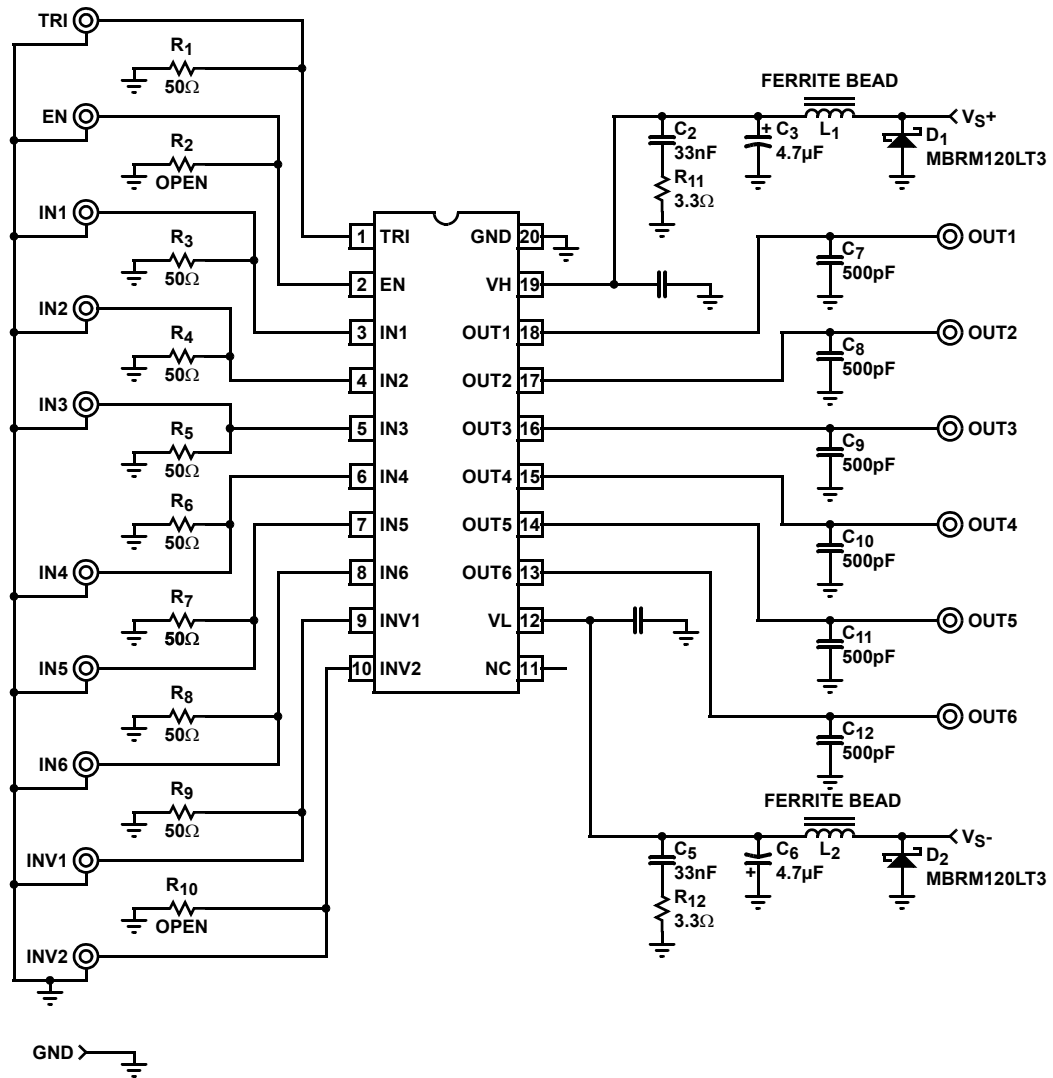 TRI
R1
50Ω
EN
R2
OPEN
IN1
R3
50Ω
IN2
R4
50Ω
IN3
R5
50Ω
R6
50Ω
IN4
R7
50Ω
IN5
R8
50Ω
IN6
R9
50Ω
INV1
R10
OPEN
INV2
GND
1 TRI
2 EN
3 IN1
4 IN2
5 IN3
6 IN4
7 IN5
8 IN6
9 INV1
10 INV2
GND 20
VH 19
OUT1 18
OUT2 17
OUT3 16
OUT4 15
OUT5 14
OUT6 13
VL 12
NC 11
FERRITE BEAD
L1
VS+
C2
33nF
R11
3.3Ω
+ C3
4.7µF
D1
MBRM120LT3
OUT1
C7
500pF
OUT2
C8
500pF
OUT3
C9
500pF
OUT4
C10
500pF
OUT5
C11
500pF
OUT6
C12
500pF
FERRITE BEAD
L2
VS-
C5
33nF
R12
3.3Ω
C6
+ 4.7µF
D2
MBRM120LT3